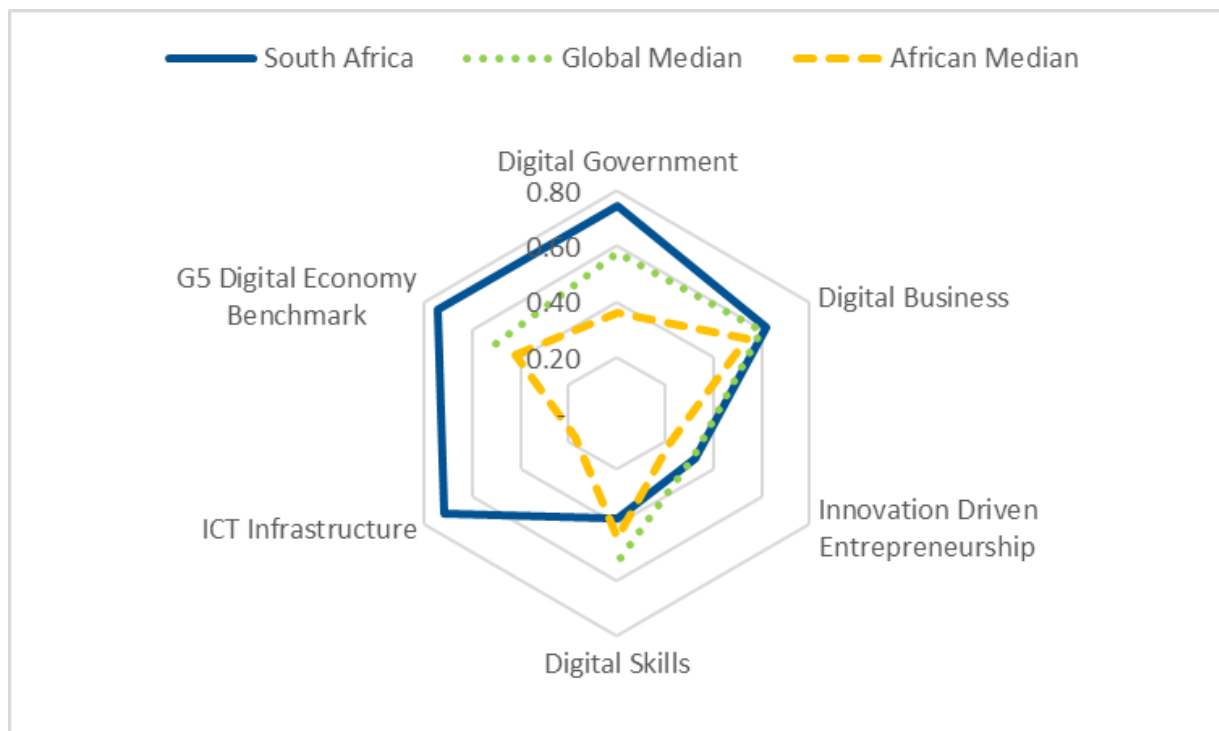 South Africa
Global Median
African Median
Digital Government
0.80
0.60
0.40
0.20
-
G5 Digital Economy
Benchmark
Digital Business
ICT Infrastructure
Innovation Driven
Entrepreneurship
Digital Skills